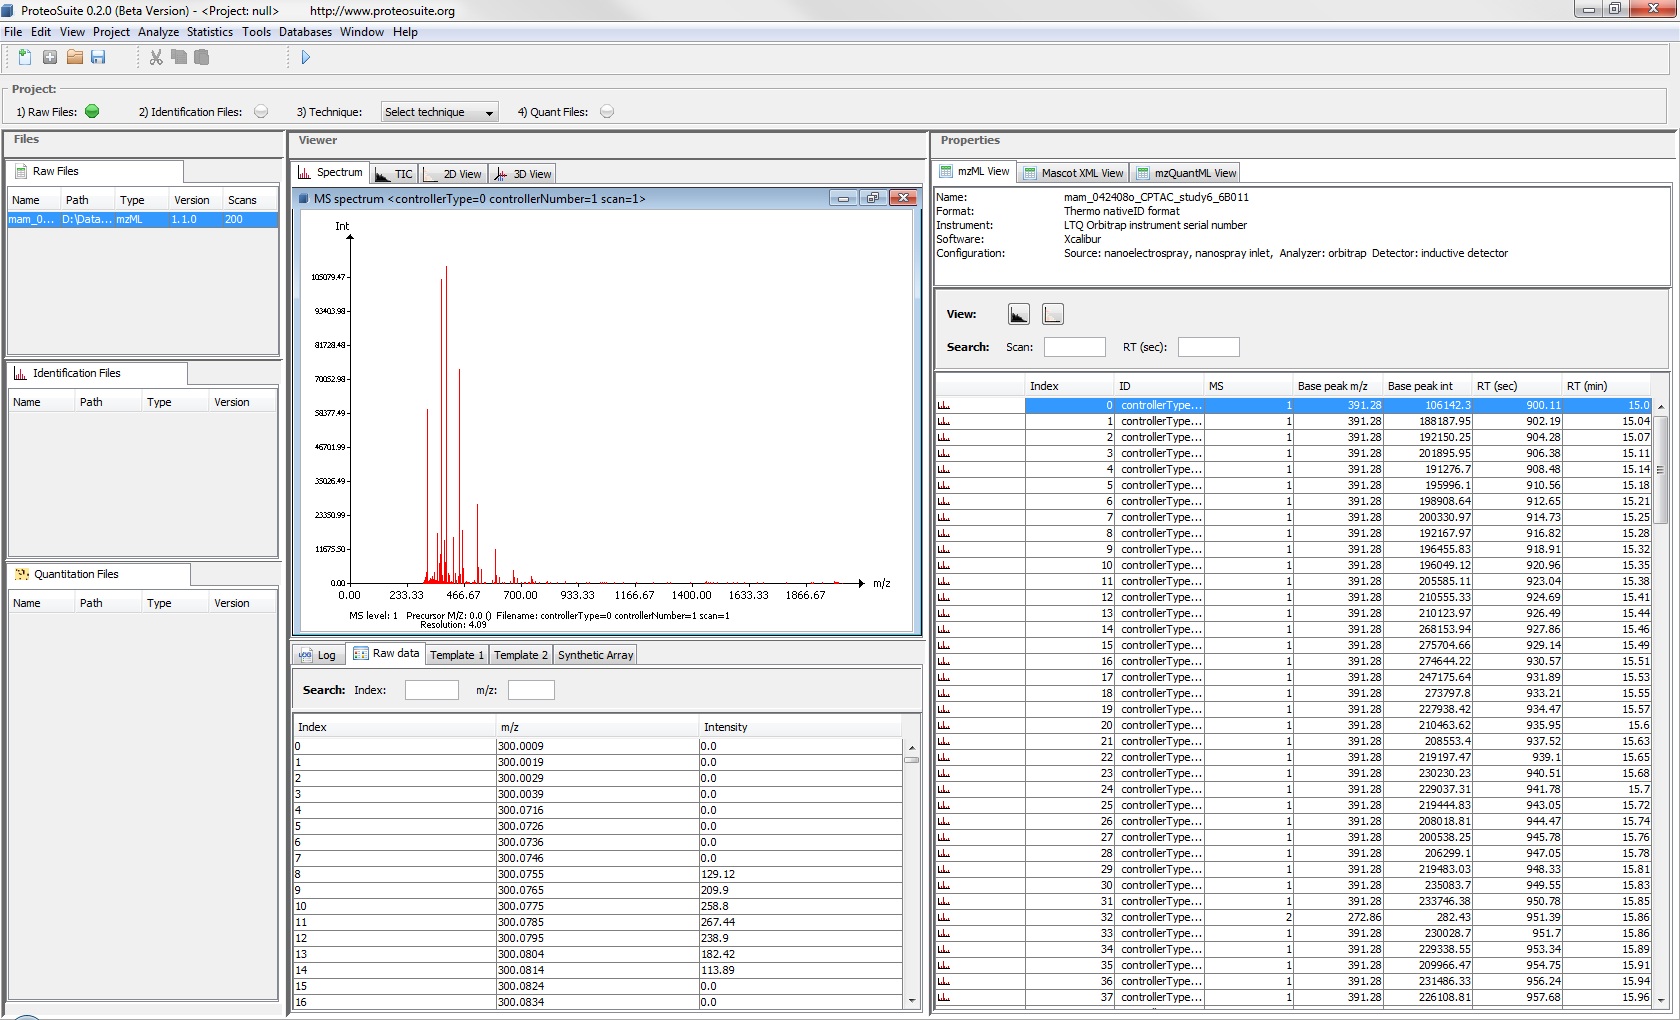 ProteoSuite 0.2.0 (Beta Version) - <Project: null> http://www.proteosuite.org
File Edit View Project Analyze Statistics Tools Databases Window Help
Project:
1) Raw Files: 2) Identification Files: 3) Technique: Select technique 4) Quant Files:
Files
Raw Files
Name Path Type Version Scans
mam_0... D:\Data... mzML 1.1.0 200
Identification Files
Name Path Type Version
Quantitation Files
Name Path Type Version
Viewer
Spectrum TIC 2D View 3D View
MS spectrum <controllerType=0 controllerNumber=1 scan=1>
Int
105079.47
93403.98
81728.48
70052.98
58377.49
46701.99
35026.49
23350.99
11675.50
0.00
m/z
0.00 233.33 466.67 700.00 933.33 1166.67 1400.00 1633.33 1866.67
MS level: 1 Precursor M/Z: 0.0 () Filename: controllerType=0 controllerNumber=1 scan=1
Resolution: 4.09
Log Raw data Template 1 Template 2 Synthetic Array
Search: Index: m/z:
Index m/z Intensity
0 300.0009 0.0
1 300.0019 0.0
2 300.0029 0.0
3 300.0039 0.0
4 300.0716 0.0
5 300.0726 0.0
6 300.0736 0.0
7 300.0746 0.0
8 300.0755 129.12
9 300.0765 209.9
10 300.0775 258.8
11 300.0785 267.44
12 300.0795 238.9
13 300.0804 182.42
14 300.0814 113.89
15 300.0824 0.0
16 300.0834 0.0
Properties
mzML View Mascot XML View mzQuantML View
Name: mam_042408o_CPTAC_study6_6B011
Format: Thermo nativeID format
Instrument: LTQ Orbitrap instrument serial number
Software: Xcalibur
Configuration: Source: nanoelectrospray, nanospray inlet, Analyzer: orbitrap Detector: inductive detector
View:
Search: Scan: RT (sec):
Index ID MS Base peak m/z Base peak int RT (sec) RT (min)
0 controllerType... 1 391.28 106142.3 900.11 15.0
1 controllerType... 1 391.28 188187.95 902.19 15.04
2 controllerType... 1 391.28 192150.25 904.28 15.07
3 controllerType... 1 391.28 201895.95 906.38 15.11
4 controllerType... 1 391.28 191276.7 908.48 15.14
5 controllerType... 1 391.28 195996.1 910.56 15.18
6 controllerType... 1 391.28 198908.64 912.65 15.21
7 controllerType... 1 391.28 200330.97 914.73 15.25
8 controllerType... 1 391.28 192167.97 916.82 15.28
9 controllerType... 1 391.28 196455.83 918.91 15.32
10 controllerType... 1 391.28 196049.12 920.96 15.35
11 controllerType... 1 391.28 205585.11 923.04 15.38
12 controllerType... 1 391.28 210555.33 924.69 15.41
13 controllerType... 1 391.28 210123.97 926.49 15.44
14 controllerType... 1 391.28 268153.94 927.86 15.46
15 controllerType... 1 391.28 275704.66 929.14 15.49
16 controllerType... 1 391.28 274644.22 930.57 15.51
17 controllerType... 1 391.28 247175.64 931.89 15.53
18 controllerType... 1 391.28 273797.8 933.21 15.55
19 controllerType... 1 391.28 227938.42 934.47 15.57
20 controllerType... 1 391.28 210463.62 935.95 15.6
21 controllerType... 1 391.28 208553.4 937.52 15.63
22 controllerType... 1 391.28 219197.47 939.1 15.65
23 controllerType... 1 391.28 230230.23 940.51 15.68
24 controllerType... 1 391.28 229037.31 941.78 15.7
25 controllerType... 1 391.28 219444.83 943.05 15.72
26 controllerType... 1 391.28 208018.81 944.47 15.74
27 controllerType... 1 391.28 200538.25 945.78 15.76
28 controllerType... 1 391.28 206299.1 947.05 15.78
29 controllerType... 1 391.28 219483.03 948.33 15.81
30 controllerType... 1 391.28 235083.7 949.55 15.83
31 controllerType... 1 391.28 233746.38 950.78 15.85
32 controllerType... 2 272.86 282.43 951.39 15.86
33 controllerType... 1 391.28 230028.7 951.7 15.86
34 controllerType... 1 391.28 229338.55 953.34 15.89
35 controllerType... 1 391.28 209966.47 954.75 15.91
36 controllerType... 1 391.28 231486.33 956.24 15.94
37 controllerType... 1 391.28 226108.81 957.68 15.96